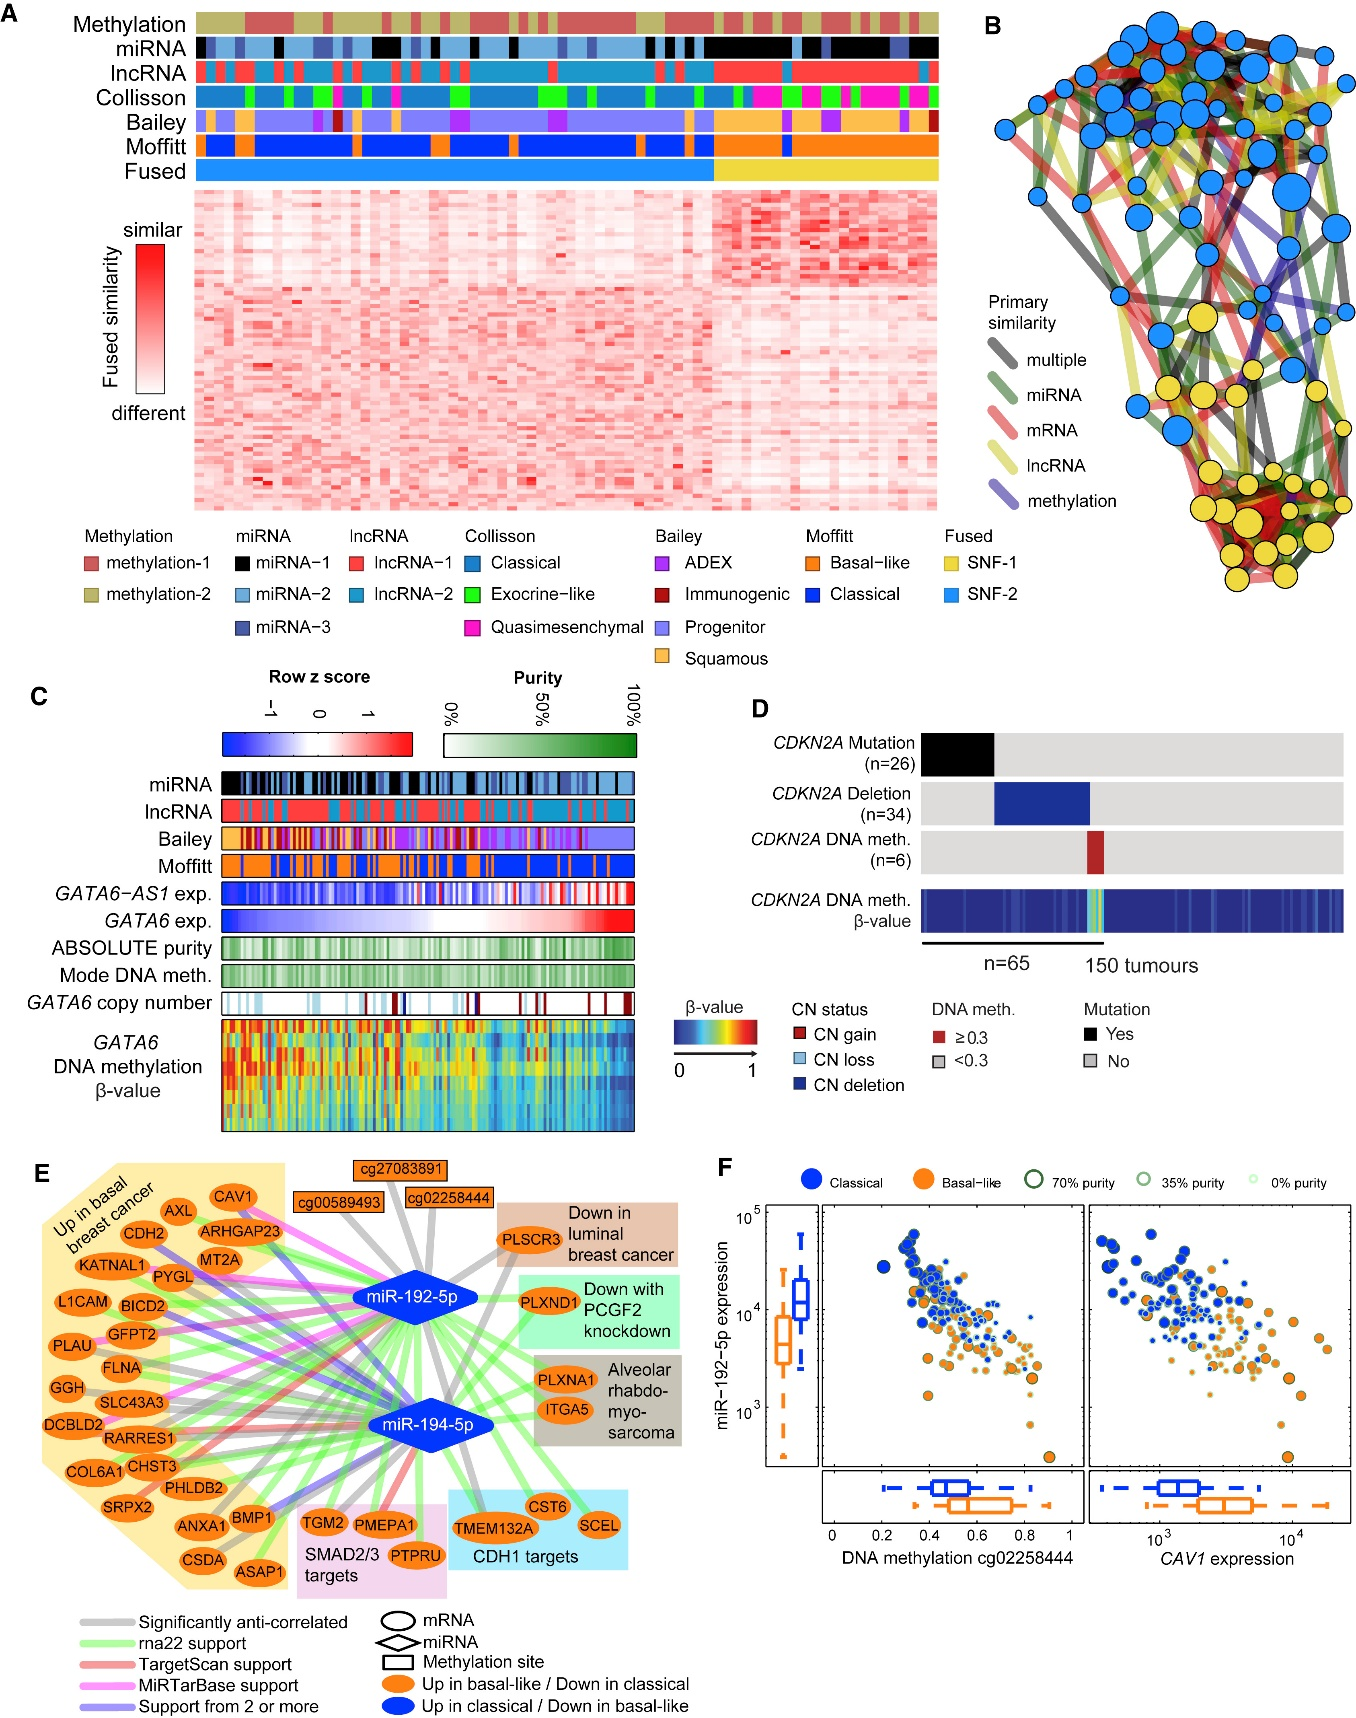 A
Methylation
miRNA
lncRNA
Collisson
Bailey
Moffitt
Fused
similar
Fused similarity
different
Methylation
methylation-1
methylation-2
miRNA
miRNA−1
miRNA−2
miRNA−3
lncRNA
lncRNA−1
lncRNA−2
Collisson
Classical
Exocrine−like
Quasimesenchymal
Bailey
ADEX
Immunogenic
Progenitor
Squamous
Moffitt
Basal−like
Classical
Fused
SNF-1
SNF-2
B
Primary
similarity
multiple
miRNA
mRNA
lncRNA
methylation
C
Row z score
−1
0
1
Purity
0%
50%
100%
miRNA
lncRNA
Bailey
Moffitt
GATA6−AS1 exp.
GATA6 exp.
ABSOLUTE purity
Mode DNA meth.
GATA6 copy number
GATA6
DNA methylation
β-value
β-value
0
1
D
CDKN2A Mutation
(n=26)
CDKN2A Deletion
(n=34)
CDKN2A DNA meth.
(n=6)
CDKN2A DNA meth.
β-value
n=65
150 tumours
CN status
CN gain
CN loss
CN deletion
DNA meth.
≥0.3
<0.3
Mutation
Yes
No
E
Up in basal
breast cancer
cg27083891
cg00589493
cg02258444
CAV1
AXL
CDH2
ARHGAP23
MT2A
KATNAL1
PYGL
L1CAM
BICD2
GFPT2
PLAU
FLNA
GGH
SLC43A3
DCBLD2
RARRES1
COL6A1
CHST3
PHLDB2
SRPX2
ANXA1
BMP1
CSDA
ASAP1
miR-192-5p
miR-194-5p
PLSCR3
Down in
luminal
breast cancer
PLXND1
Down with
PCGF2
knockdown
PLXNA1
ITGA5
Alveolar
rhabdo-
myo-
sarcoma
TGM2
PMEPA1
PTPRU
SMAD2/3
targets
TMEM132A
CST6
SCEL
CDH1 targets
Significantly anti-correlated
rna22 support
TargetScan support
MiRTarBase support
Support from 2 or more
mRNA
miRNA
Methylation site
Up in basal-like / Down in classical
Up in classical / Down in basal-like
F
Classical
Basal−like
70% purity
35% purity
0% purity
miR−192−5p expression
10^5
10^4
10^3
0
0.2
0.4
0.6
0.8
1
DNA methylation cg02258444
10^3
10^4
CAV1 expression